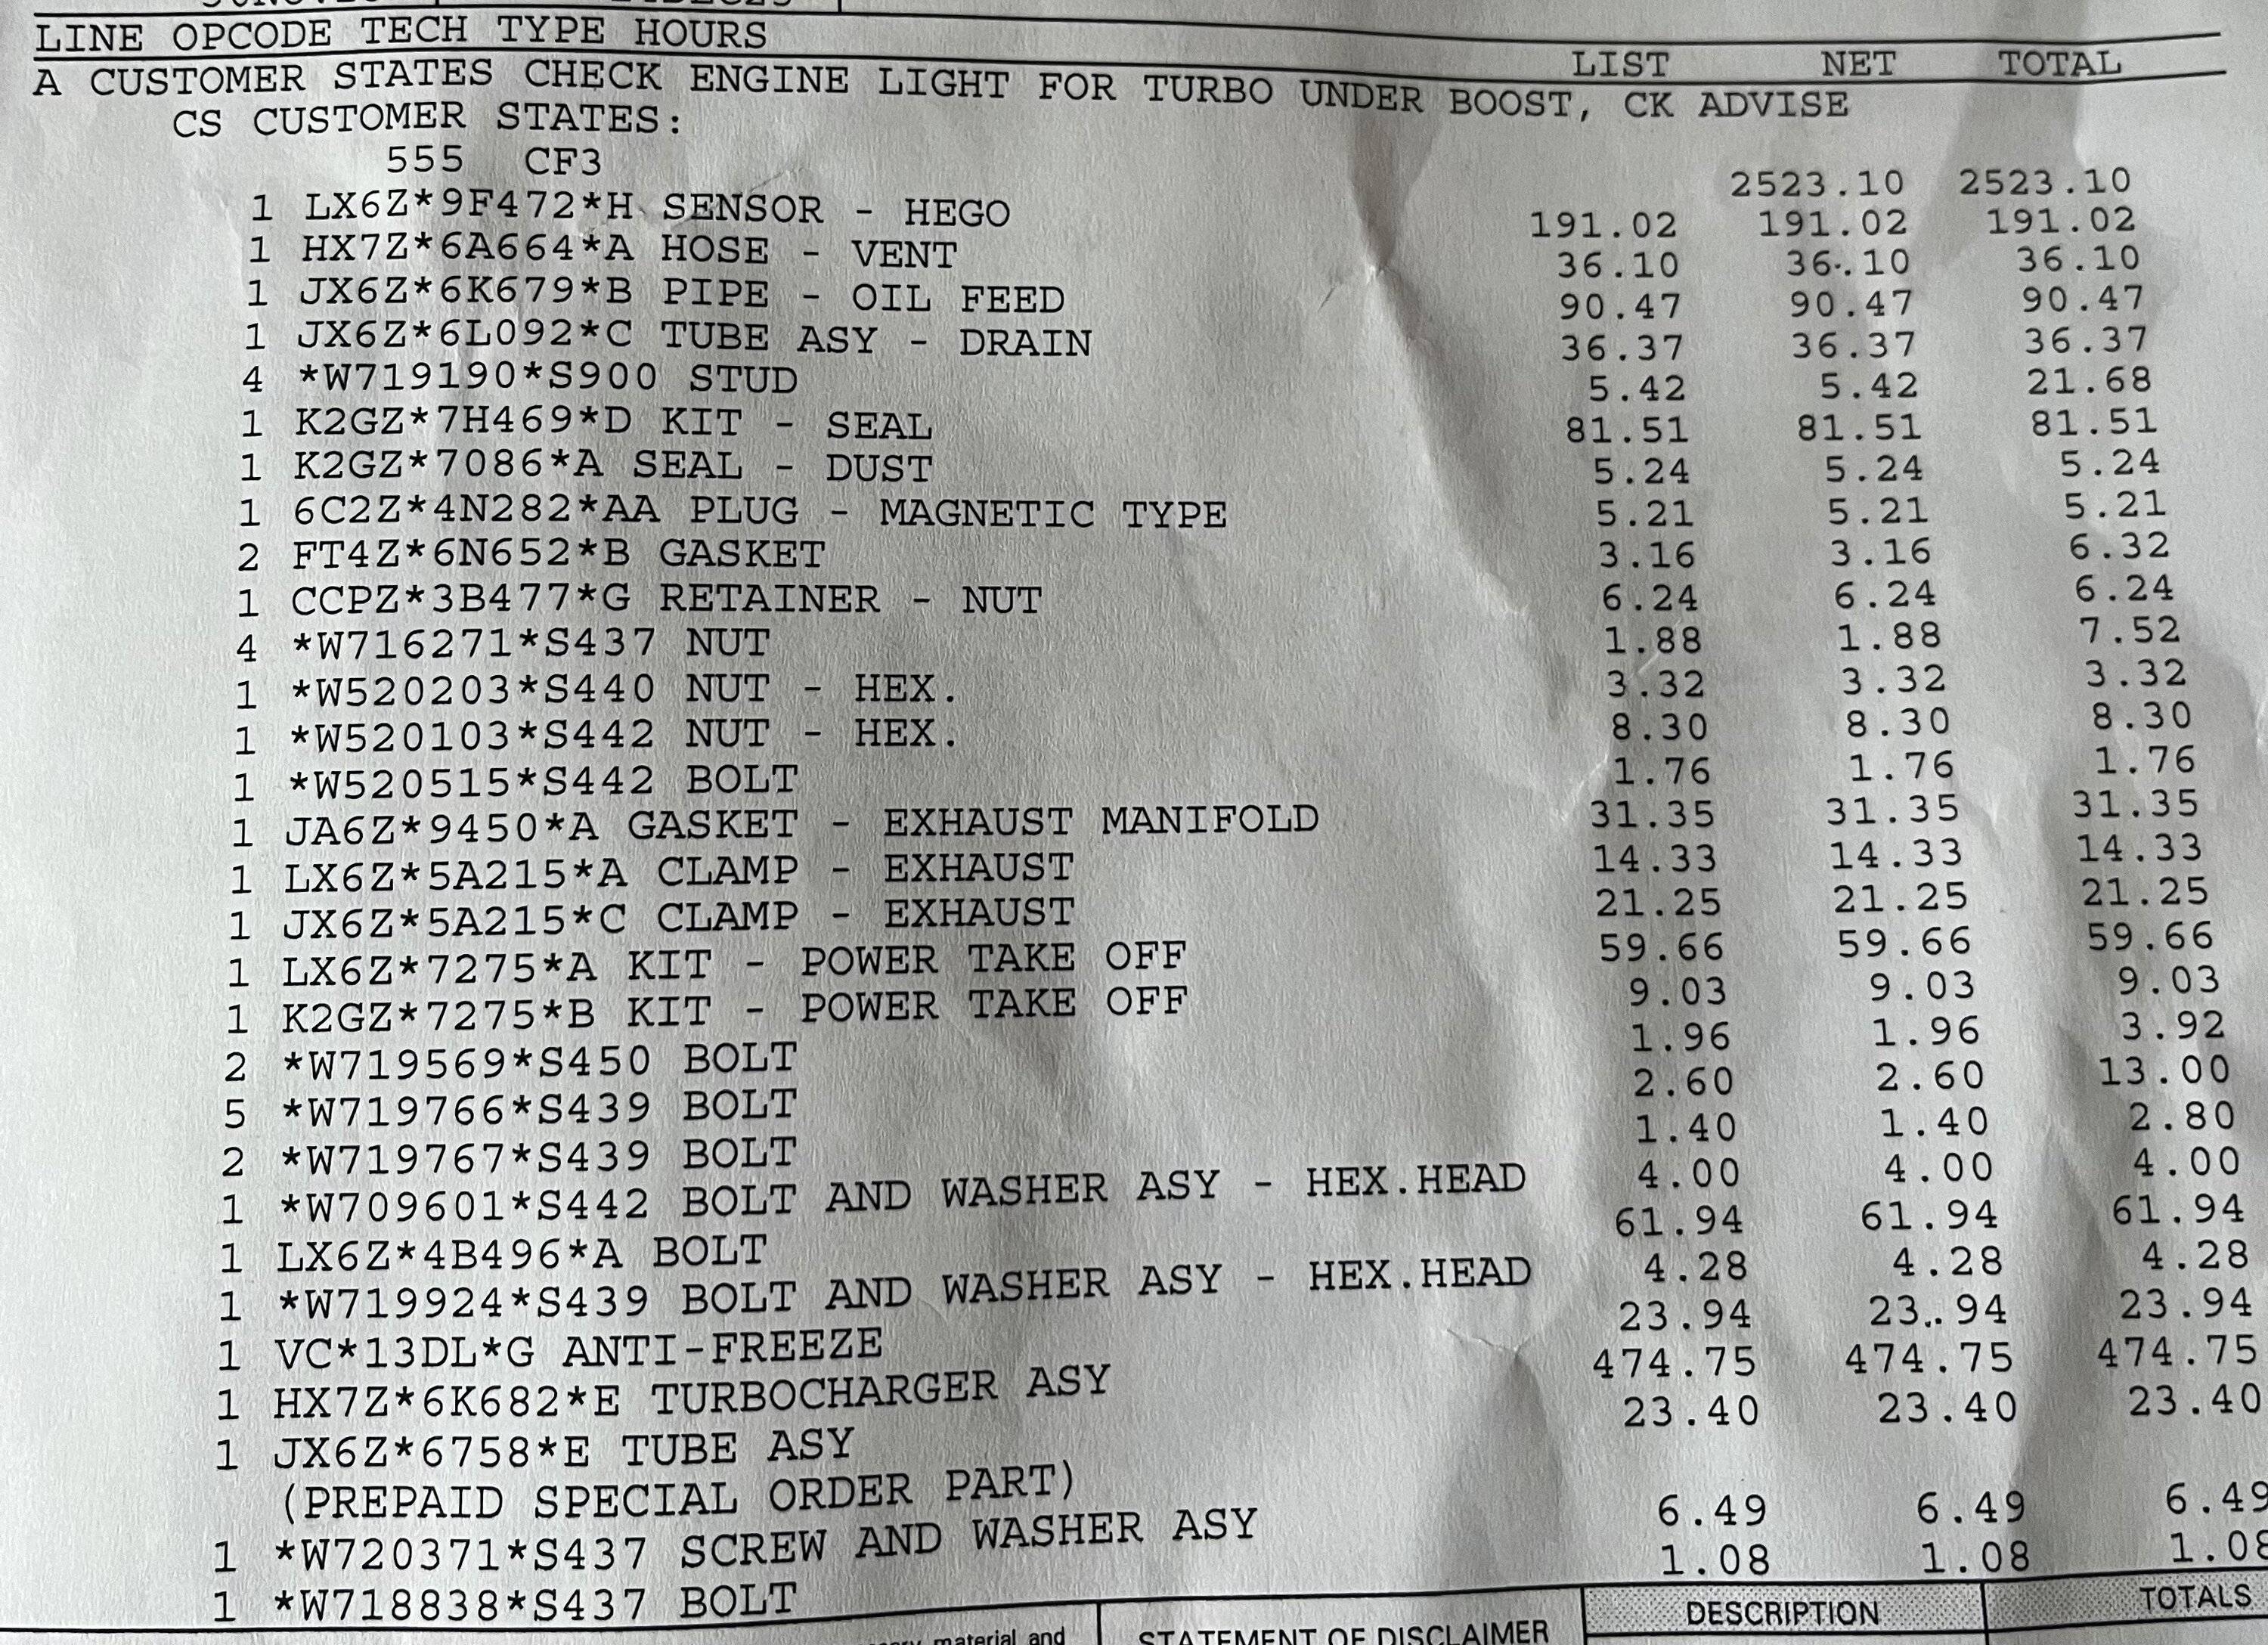 LINE OPCODE TECH TYPE HOURS LIST NET TOTAL
A CUSTOMER STATES CHECK ENGINE LIGHT FOR TURBO UNDER BOOST, CK ADVISE
CS CUSTOMER STATES:
555 CF3 2523.10 2523.10
1 LX6Z*9F472*H SENSOR - HEGO 191.02 191.02 191.02
1 HX7Z*6A664*A HOSE - VENT 36.10 36.10 36.10
1 JX6Z*6K679*B PIPE - OIL FEED 90.47 90.47 90.47
1 JX6Z*6L092*C TUBE ASY - DRAIN 36.37 36.37 36.37
4 *W719190*S900 STUD 5.42 5.42 21.68
1 K2GZ*7H469*D KIT - SEAL 81.51 81.51 81.51
1 K2GZ*7086*A SEAL - DUST 5.24 5.24 5.24
1 6C2Z*4N282*AA PLUG - MAGNETIC TYPE 5.21 5.21 5.21
2 FT4Z*6N652*B GASKET 3.16 3.16 6.32
1 CCPZ*3B477*G RETAINER - NUT 6.24 6.24 6.24
4 *W716271*S437 NUT 1.88 1.88 7.52
1 *W520203*S440 NUT - HEX. 3.32 3.32 3.32
1 *W520103*S442 NUT - HEX. 8.30 8.30 8.30
1 *W520515*S442 BOLT 1.76 1.76 1.76
1 JA6Z*9450*A GASKET - EXHAUST MANIFOLD 31.35 31.35 31.35
1 LX6Z*5A215*A CLAMP - EXHAUST 14.33 14.33 14.33
1 JX6Z*5A215*C CLAMP - EXHAUST 21.25 21.25 21.25
1 LX6Z*7275*A KIT - POWER TAKE OFF 59.66 59.66 59.66
1 K2GZ*7275*B KIT - POWER TAKE OFF 9.03 9.03 9.03
2 *W719569*S450 BOLT 1.96 1.96 3.92
5 *W719766*S439 BOLT 2.60 2.60 13.00
2 *W719767*S439 BOLT 1.40 1.40 2.80
1 *W709601*S442 BOLT AND WASHER ASY - HEX.HEAD 4.00 4.00 4.00
1 LX6Z*4B496*A BOLT 61.94 61.94 61.94
1 *W719924*S439 BOLT AND WASHER ASY - HEX.HEAD 4.28 4.28 4.28
1 VC*13DL*G ANTI-FREEZE 23.94 23.94 23.94
1 HX7Z*6K682*E TURBOCHARGER ASY 474.75 474.75 474.75
1 JX6Z*6758*E TUBE ASY 23.40 23.40 23.40
(PREPAID SPECIAL ORDER PART)
1 *W720371*S437 SCREW AND WASHER ASY 6.49 6.49 6.49
1 *W718838*S437 BOLT 1.08 1.08 1.08
material and STATEMENT OF DISCLAIMER DESCRIPTION TOTALS